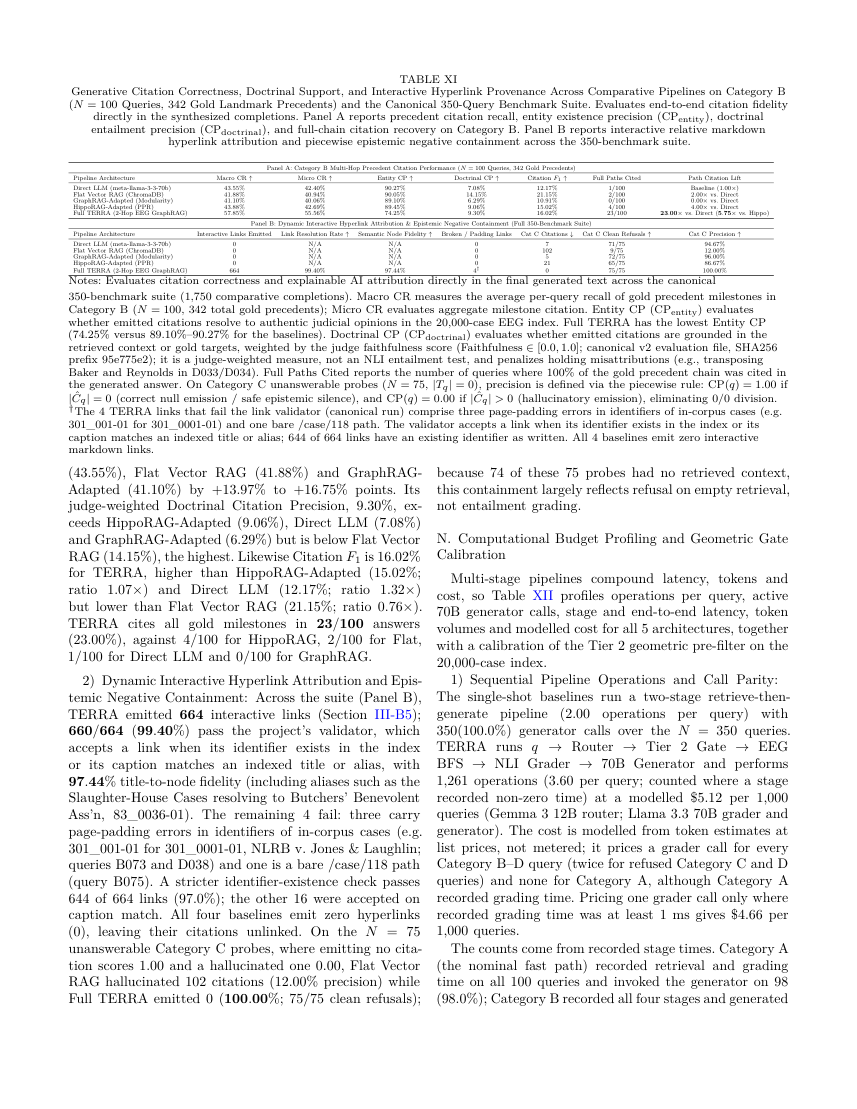 TABLE XI
Generative Citation Correctness, Doctrinal Support, and Interactive Hyperlink Provenance Across Comparative Pipelines on Category B
(N = 100 Queries, 342 Gold Landmark Precedents) and the Canonical 350-Query Benchmark Suite. Evaluates end-to-end citation fidelity
directly in the synthesized completions. Panel A reports precedent citation recall, entity existence precision (CP_entity), doctrinal
entailment precision (CP_doctrinal), and full-chain citation recovery on Category B. Panel B reports interactive relative markdown
hyperlink attribution and piecewise epistemic negative containment across the 350-benchmark suite.
Panel A: Category B Multi-Hop Precedent Citation Performance (N = 100 Queries, 342 Gold Precedents)
Pipeline Architecture Macro CR ↑ Micro CR ↑ Entity CP ↑ Doctrinal CP ↑ Citation F1 ↑ Full Paths Cited Path Citation Lift
Direct LLM (meta-llama-3-3-70b) 43.55% 42.40% 90.27% 7.08% 12.17% 1/100 Baseline (1.00×)
Flat Vector RAG (ChromaDB) 41.88% 40.94% 90.05% 14.15% 21.15% 2/100 2.00× vs. Direct
GraphRAG-Adapted (Modularity) 41.10% 40.06% 89.10% 6.29% 10.91% 0/100 0.00× vs. Direct
HippoRAG-Adapted (PPR) 43.88% 42.69% 89.45% 9.06% 15.02% 4/100 4.00× vs. Direct
Full TERRA (2-Hop EEG GraphRAG) 57.85% 55.56% 74.25% 9.30% 16.02% 23/100 23.00× vs. Direct (5.75× vs. Hippo)
Panel B: Dynamic Interactive Hyperlink Attribution & Epistemic Negative Containment (Full 350-Benchmark Suite)
Pipeline Architecture Interactive Links Emitted Link Resolution Rate ↑ Semantic Node Fidelity ↑ Broken / Padding Links Cat C Citations ↓ Cat C Clean Refusals ↑ Cat C Precision ↑
Direct LLM (meta-llama-3-3-70b) 0 N/A N/A 0 7 71/75 94.67%
Flat Vector RAG (ChromaDB) 0 N/A N/A 0 102 9/75 12.00%
GraphRAG-Adapted (Modularity) 0 N/A N/A 0 5 72/75 96.00%
HippoRAG-Adapted (PPR) 0 N/A N/A 0 21 65/75 86.67%
Full TERRA (2-Hop EEG GraphRAG) 664 99.40% 97.44% 4† 0 75/75 100.00%
Notes: Evaluates citation correctness and explainable AI attribution directly in the final generated text across the canonical
350-benchmark suite (1,750 comparative completions). Macro CR measures the average per-query recall of gold precedent milestones in
Category B (N = 100, 342 total gold precedents); Micro CR evaluates aggregate milestone citation. Entity CP (CP_entity) evaluates
whether emitted citations resolve to authentic judicial opinions in the 20,000-case EEG index. Full TERRA has the lowest Entity CP
(74.25% versus 89.10%–90.27% for the baselines). Doctrinal CP (CP_doctrinal) evaluates whether emitted citations are grounded in the
retrieved context or gold targets, weighted by the judge faithfulness score (Faithfulness ∈ [0.0, 1.0]; canonical v2 evaluation file, SHA256
prefix 95e775e2); it is a judge-weighted measure, not an NLI entailment test, and penalizes holding misattributions (e.g., transposing
Baker and Reynolds in D033/D034). Full Paths Cited reports the number of queries where 100% of the gold precedent chain was cited in
the generated answer. On Category C unanswerable probes (N = 75, |T_q| = 0), precision is defined via the piecewise rule: CP(q) = 1.00 if
|Ĉ_q| = 0 (correct null emission / safe epistemic silence), and CP(q) = 0.00 if |Ĉ_q| > 0 (hallucinatory emission), eliminating 0/0 division.
†The 4 TERRA links that fail the link validator (canonical run) comprise three page-padding errors in identifiers of in-corpus cases (e.g.
301_001-01 for 301_0001-01) and one bare /case/118 path. The validator accepts a link when its identifier exists in the index or its
caption matches an indexed title or alias; 644 of 664 links have an existing identifier as written. All 4 baselines emit zero interactive
markdown links.
(43.55%), Flat Vector RAG (41.88%) and GraphRAG-
Adapted (41.10%) by +13.97% to +16.75% points. Its
judge-weighted Doctrinal Citation Precision, 9.30%, ex-
ceeds HippoRAG-Adapted (9.06%), Direct LLM (7.08%)
and GraphRAG-Adapted (6.29%) but is below Flat Vector
RAG (14.15%), the highest. Likewise Citation F1 is 16.02%
for TERRA, higher than HippoRAG-Adapted (15.02%;
ratio 1.07×) and Direct LLM (12.17%; ratio 1.32×)
but lower than Flat Vector RAG (21.15%; ratio 0.76×).
TERRA cites all gold milestones in 23/100 answers
(23.00%), against 4/100 for HippoRAG, 2/100 for Flat,
1/100 for Direct LLM and 0/100 for GraphRAG.
2) Dynamic Interactive Hyperlink Attribution and Epis-
temic Negative Containment: Across the suite (Panel B),
TERRA emitted 664 interactive links (Section III-B5);
660/664 (99.40%) pass the project's validator, which
accepts a link when its identifier exists in the index
or its caption matches an indexed title or alias, with
97.44% title-to-node fidelity (including aliases such as the
Slaughter-House Cases resolving to Butchers' Benevolent
Ass'n, 83_0036-01). The remaining 4 fail: three carry
page-padding errors in identifiers of in-corpus cases (e.g.
301_001-01 for 301_0001-01, NLRB v. Jones & Laughlin;
queries B073 and D038) and one is a bare /case/118 path
(query B075). A stricter identifier-existence check passes
644 of 664 links (97.0%); the other 16 were accepted on
caption match. All four baselines emit zero hyperlinks
(0), leaving their citations unlinked. On the N = 75
unanswerable Category C probes, where emitting no cita-
tion scores 1.00 and a hallucinated one 0.00, Flat Vector
RAG hallucinated 102 citations (12.00% precision) while
Full TERRA emitted 0 (100.00%; 75/75 clean refusals);
because 74 of these 75 probes had no retrieved context,
this containment largely reflects refusal on empty retrieval,
not entailment grading.
N. Computational Budget Profiling and Geometric Gate
Calibration
Multi-stage pipelines compound latency, tokens and
cost, so Table XII profiles operations per query, active
70B generator calls, stage and end-to-end latency, token
volumes and modelled cost for all 5 architectures, together
with a calibration of the Tier 2 geometric pre-filter on the
20,000-case index.
1) Sequential Pipeline Operations and Call Parity:
The single-shot baselines run a two-stage retrieve-then-
generate pipeline (2.00 operations per query) with
350(100.0%) generator calls over the N = 350 queries.
TERRA runs q → Router → Tier 2 Gate → EEG
BFS → NLI Grader → 70B Generator and performs
1,261 operations (3.60 per query; counted where a stage
recorded non-zero time) at a modelled $5.12 per 1,000
queries (Gemma 3 12B router; Llama 3.3 70B grader and
generator). The cost is modelled from token estimates at
list prices, not metered; it prices a grader call for every
Category B–D query (twice for refused Category C and D
queries) and none for Category A, although Category A
recorded grading time. Pricing one grader call only where
recorded grading time was at least 1 ms gives $4.66 per
1,000 queries.
The counts come from recorded stage times. Category A
(the nominal fast path) recorded retrieval and grading
time on all 100 queries and invoked the generator on 98
(98.0%); Category B recorded all four stages and generated